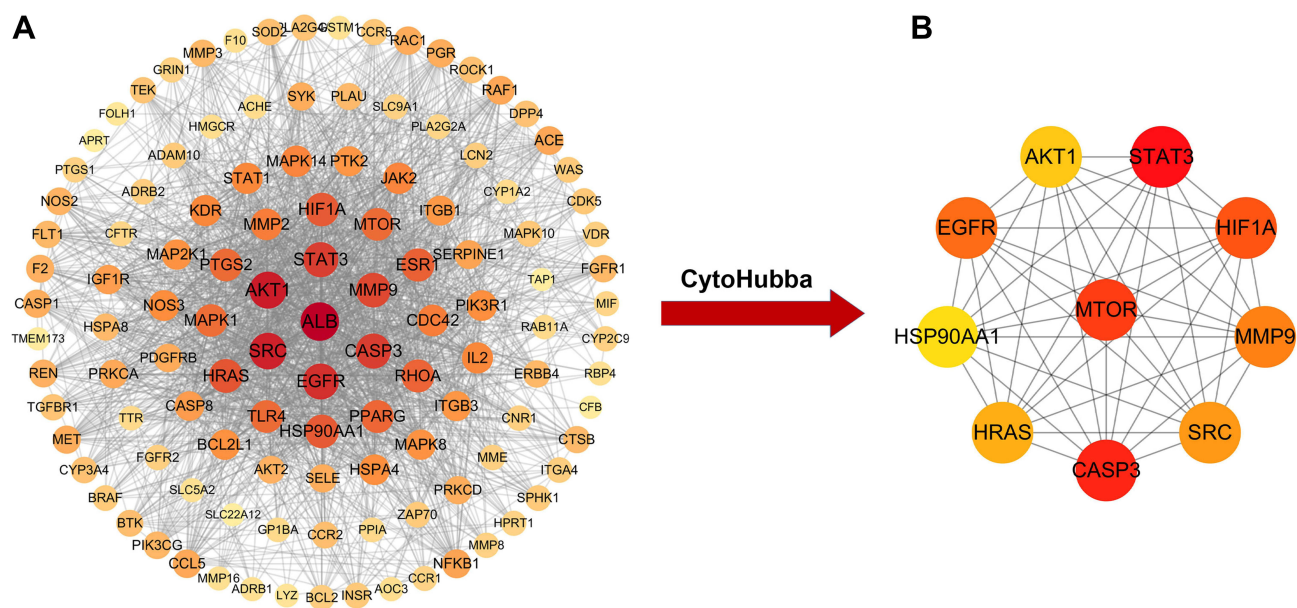 A
B
F10
SOD2
PLA2G4
GSTM1
CCR5
RAC1
PGR
MMP3
GRIN1
ROCK1
TEK
RAF1
FOLH1
DPP4
APRT
ACE
PTGS1
WAS
NOS2
CDK5
FLT1
VDR
F2
FGFR1
CASP1
MIF
TMEM173
CYP2C9
REN
RBP4
TGFBR1
CFB
MET
CTSB
CYP3A4
ITGA4
BRAF
SPHK1
BTK
HPRT1
PIK3CG
MMP8
CCL5
NFKB1
MMP16
CCR1
ADRB1
AOC3
LYZ
BCL2
INSR
SYK
PLAU
ACHE
SLC9A1
HMGCR
PLA2G2A
ADAM10
LCN2
ADRB2
CYP1A2
CFTR
MAPK10
IGF1R
TAP1
HSPA8
RAB11A
PRKCA
ERBB4
TTR
CNR1
FGFR2
MME
SLC5A2
PRKCD
SLC22A12
ZAP70
GP1BA
CCR2
PPIA
MAPK14
PTK2
STAT1
JAK2
KDR
ITGB1
MAP2K1
SERPINE1
NOS3
PIK3R1
PDGFRB
IL2
CASP8
ITGB3
BCL2L1
MAPK8
AKT2
SELE
HSPA4
HIF1A
MMP2
MTOR
PTGS2
ESR1
MAPK1
CDC42
HRAS
RHOA
TLR4
PPARG
HSP90AA1
STAT3
AKT1
MMP9
ALB
SRC
CASP3
EGFR
CytoHubba
AKT1
STAT3
EGFR
HIF1A
MTOR
HSP90AA1
MMP9
HRAS
SRC
CASP3